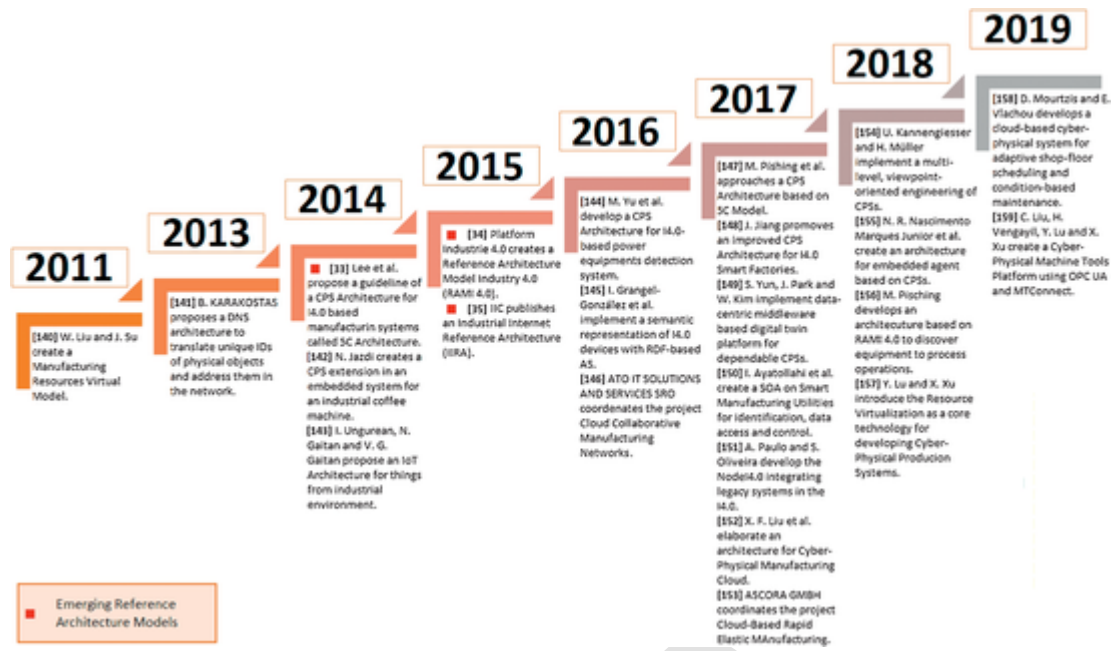 2011
[140] W. Liu and J. Su
create a
Manufacturing
Resources Virtual
Model.
2013
[141] B. KARAKOSTAS
proposes a DNS
architecture to
translate unique IDs
of physical objects
and address them in
the network.
2014
[33] Lee et al.
propose a guideline of
a CPS Architecture for
I4.0 based
manufacturin systems
called 5C Architecture.
[142] N. Jazdi creates a
CPS extension in an
embedded system for
an industrial coffee
machine.
[143] I. Ungurean, N.
Gaitan and V. G.
Gaitan propose an IoT
Architecture for things
from industrial
environment.
2015
[34] Platform
Industrie 4.0 creates a
Reference Architecture
Model Industry 4.0
(RAMI 4.0).
[35] IIC publishes
an Industrial Internet
Reference Architecture
(IIRA).
2016
[144] M. Yu et al.
develop a CPS
Architecture for I4.0-
based power
equipments detection
system.
[145] I. Grangel-
González et al.
implement a semantic
representation of I4.0
devices with RDF-based
AS.
[146] ATO IT SOLUTIONS
AND SERVICES SRO
coordenates the project
Cloud Collaborative
Manufacturing
Networks.
2017
[147] M. Pishing et al.
approaches a CPS
Architecture based on
5C Model.
[148] J. Jiang promoves
an improved CPS
Architecture for I4.0
Smart Factories.
[149] S. Yun, J. Park and
W. Kim implement data-
centric middleware
based digital twin
platform for
dependable CPSs.
[150] I. Ayatollahi et al.
create a SOA on Smart
Manufacturing Utilities
for identification, data
access and control.
[151] A. Paulo and S.
Oliveira develop the
NodeI4.0 integrating
legacy systems in the
I4.0.
[152] X. F. Liu et al.
elaborate an
architecture for Cyber-
Physical Manufacturing
Cloud.
[153] ASCORA GMBH
coordinates the project
Cloud-Based Rapid
Elastic MAnufacturing.
2018
[154] U. Kannengiesser
and H. Müller
implement a multi-
level, viewpoint-
oriented engineering of
CPSs.
[155] N. R. Nascimento
Marques Junior et al.
create an architecture
for embedded agent
based on CPSs.
[156] M. Pisching
develops an
architecuture based on
RAMI 4.0 to discover
equipment to process
operations.
[157] Y. Lu and X. Xu
introduce the Resource
Virtualization as a core
technology for
developing Cyber-
Physical Producion
Systems.
2019
[158] D. Mourtzis and E.
Vlachou develops a
cloud-based cyber-
physical system for
adaptive shop-floor
scheduling and
condition-based
maintenance.
[159] C. Liu, H.
Vengayil, Y. Lu and X.
Xu create a Cyber-
Physical Machine Tools
Platform using OPC UA
and MTConnect.
Emerging Reference
Architecture Models